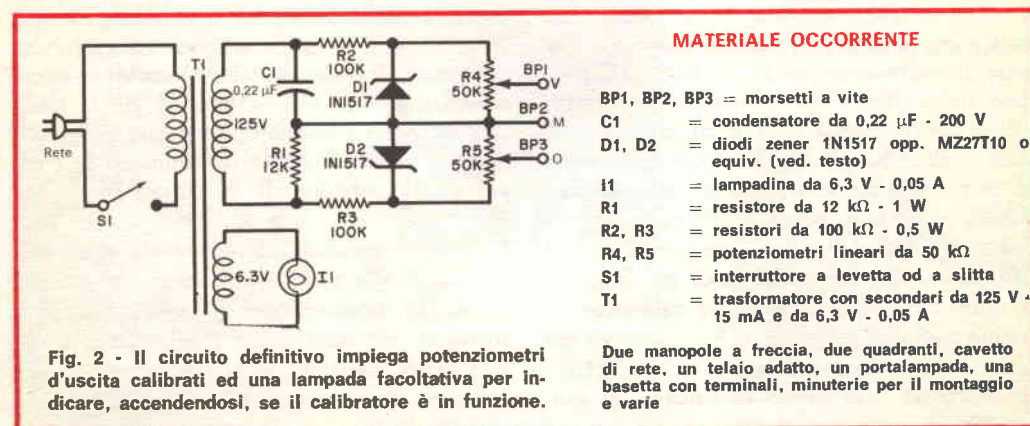 T1
C1
0,22 µF
R2
100K
D1
1N1517
R4
50K
BP1
V
BP2
M
BP3
O
Rete
125V
R1
12K
D2
1N1517
R5
50K
S1
R3
100K
6.3V
I1
Fig. 2 - Il circuito definitivo impiega potenziometri
d'uscita calibrati ed una lampada facoltativa per in-
dicare, accendendosi, se il calibratore è in funzione.
MATERIALE OCCORRENTE
BP1, BP2, BP3 = morsetti a vite
C1 = condensatore da 0,22 µF - 200 V
D1, D2 = diodi zener 1N1517 opp. MZ27T10 o
equiv. (ved. testo)
I1 = lampadina da 6,3 V - 0,05 A
R1 = resistore da 12 kΩ - 1 W
R2, R3 = resistori da 100 kΩ - 0,5 W
R4, R5 = potenziometri lineari da 50 kΩ
S1 = interruttore a levetta od a slitta
T1 = trasformatore con secondari da 125 V -
15 mA e da 6,3 V - 0,05 A
Due manopole a freccia, due quadranti, cavetto
di rete, un telaio adatto, un portalampada, una
basetta con terminali, minuterie per il montaggio
e varie